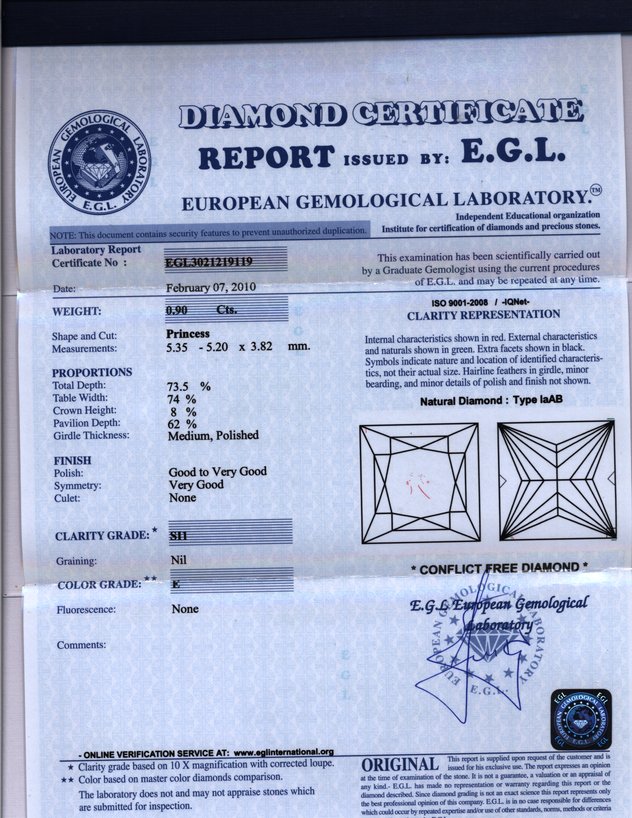 DIAMOND CERTIFICATE
REPORT ISSUED BY: E.G.L.
EUROPEAN GEMOLOGICAL LABORATORY.™
EUROPEAN GEMOLOGICAL LABORATORY
E.G.L.
Independent Educational organization
Institute for certification of diamonds and precious stones.
NOTE: This document contains security features to prevent unauthorized duplication.
Laboratory Report
Certificate No : EGL3021219119
Date: February 07, 2010
WEIGHT: 0.90 Cts.
Shape and Cut: Princess
Measurements: 5.35 - 5.20 x 3.82 mm.
PROPORTIONS
Total Depth: 73.5 %
Table Width: 74 %
Crown Height: 8 %
Pavilion Depth: 62 %
Girdle Thickness: Medium, Polished
FINISH
Polish: Good to Very Good
Symmetry: Very Good
Culet: None
CLARITY GRADE: * SI1
Graining: Nil
COLOR GRADE: ** E
Fluorescence: None
Comments:
This examination has been scientifically carried out
by a Graduate Gemologist using the current procedures
of E.G.L. and may be repeated at any time.
ISO 9001-2008 / -IQNet-
CLARITY REPRESENTATION
Internal characteristics shown in red. External characteristics
and naturals shown in green. Extra facets shown in black.
Symbols indicate nature and location of identified characteris-
tics, not their actual size. Hairline feathers in girdle, minor
bearding, and minor details of polish and finish not shown.
Natural Diamond : Type IaAB
* CONFLICT FREE DIAMOND *
E.G.L European Gemological
Laboratory
EUROPEAN GEMOLOGICAL LABORATORY
E.G.L.
EGL EGL
- ONLINE VERIFICATION SERVICE AT: www.eglinternational.org
* Clarity grade based on 10 X magnification with corrected loupe.
** Color based on master color diamonds comparison.
The laboratory does not and may not appraise stones which
are submitted for inspection.
ORIGINAL This report is supplied upon request of the customer and is
issued for his exclusive use. The report expresses an opinion
at the time of examination of the stone. It is not a guarantee, a valuation or an appraisal of
any kind.- E.G.L. has made no representation or warranty regarding this report or the
diamond described. Since diamond grading is not an exact science this report represents only
the best professional opinion of this company. E.G.L. is in no case responsible for differences
which could occur by repeated expertise and/or use of other standards, norms, methods or criteria